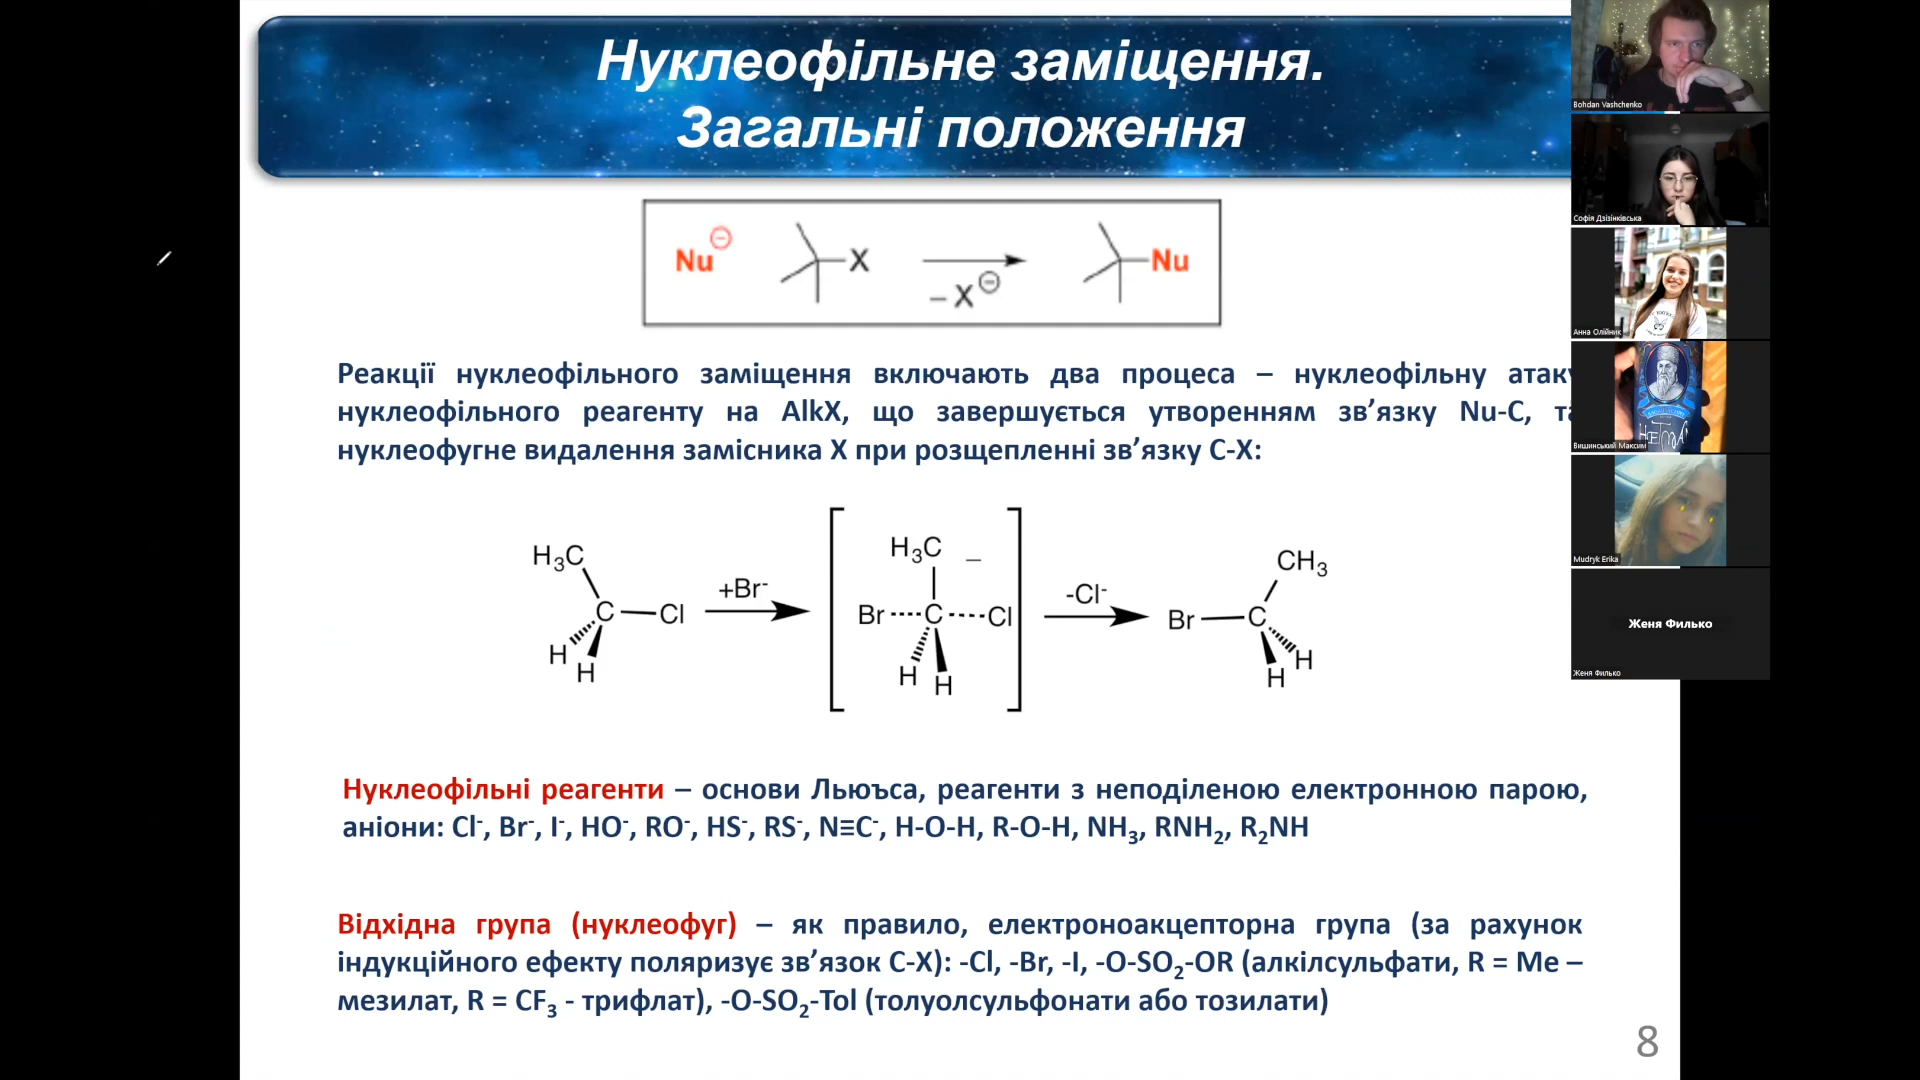 Нуклеофільне заміщення.
Загальні положення
Nu⊖ X – X⊖ Nu
Реакції нуклеофільного заміщення включають два процеса – нуклеофільну атаку
нуклеофільного реагенту на AlkX, що завершується утворенням зв’язку Nu-C, та
нуклеофугне видалення замісника X при розщепленні зв’язку C-X:
H₃C C Cl H H
+Br⁻
H₃C – Br C Cl H H
-Cl⁻
CH₃ Br C H H
Нуклеофільні реагенти – основи Льюъса, реагенти з неподіленою електронною парою,
аніони: Cl⁻, Br⁻, I⁻, HO⁻, RO⁻, HS⁻, RS⁻, N≡C⁻, H-O-H, R-O-H, NH₃, RNH₂, R₂NH
Відхідна група (нуклеофуг) – як правило, електроноакцепторна група (за рахунок
індукційного ефекту поляризує зв’язок C-X): -Cl, -Br, -I, -O-SO₂-OR (алкілсульфати, R = Me –
мезилат, R = CF₃ - трифлат), -O-SO₂-Tol (толуолсульфонати або тозилати)
8
Bohdan Vashchenko
Софія Дзізінківська
Анна Олійник
НЕТМАН
Вишинський Максим
Mudryk Erika
Женя Филько
Женя Филько